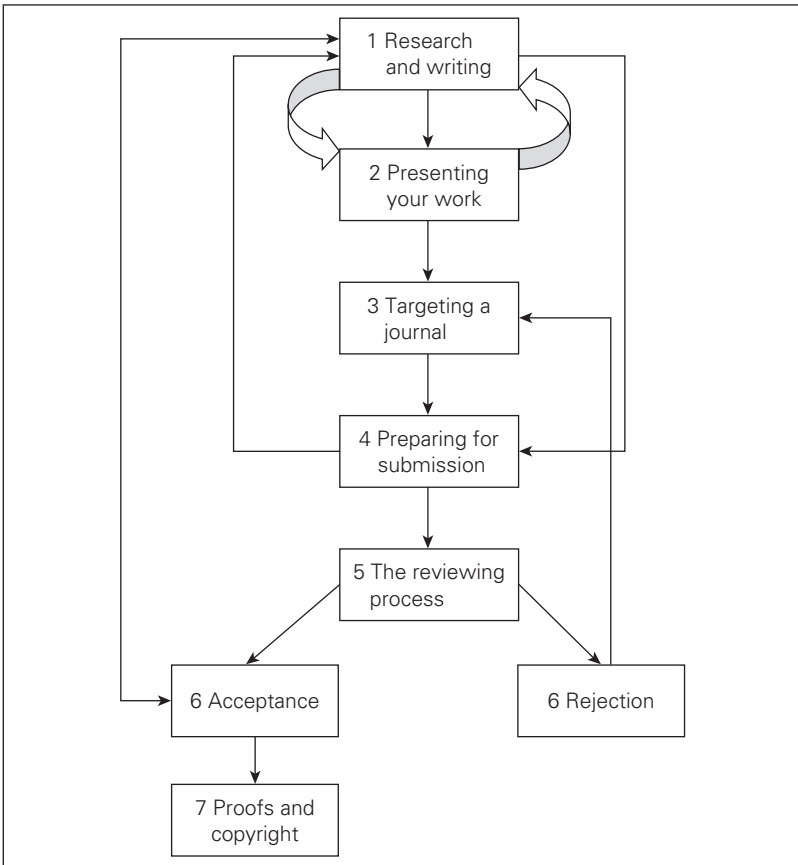 1 Research
and writing
2 Presenting
your work
3 Targeting a
journal
4 Preparing for
submission
5 The reviewing
process
6 Acceptance
6 Rejection
7 Proofs and
copyright